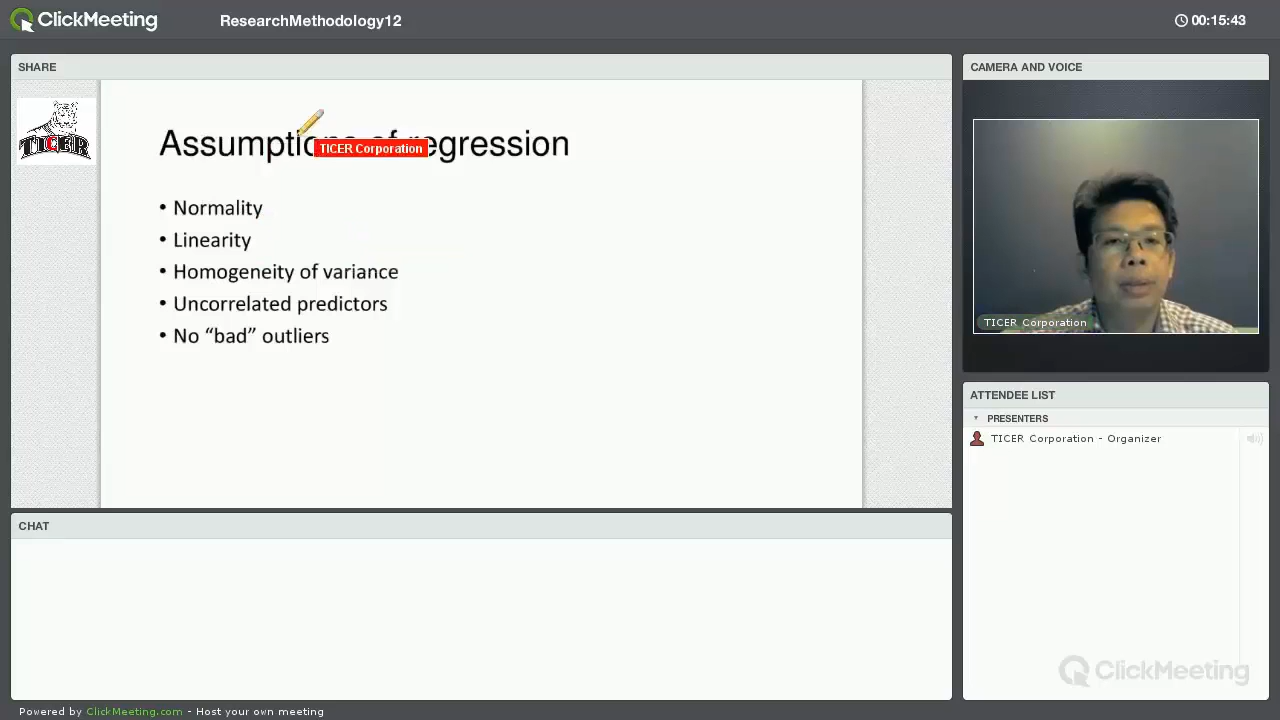 ClickMeeting
ResearchMethodology12
00:15:43
SHARE
TICER
Assumptions of regression
TICER Corporation
• Normality
• Linearity
• Homogeneity of variance
• Uncorrelated predictors
• No “bad” outliers
CAMERA AND VOICE
TICER Corporation
ATTENDEE LIST
PRESENTERS
TICER Corporation - Organizer
CHAT
ClickMeeting
Powered by ClickMeeting.com - Host your own meeting